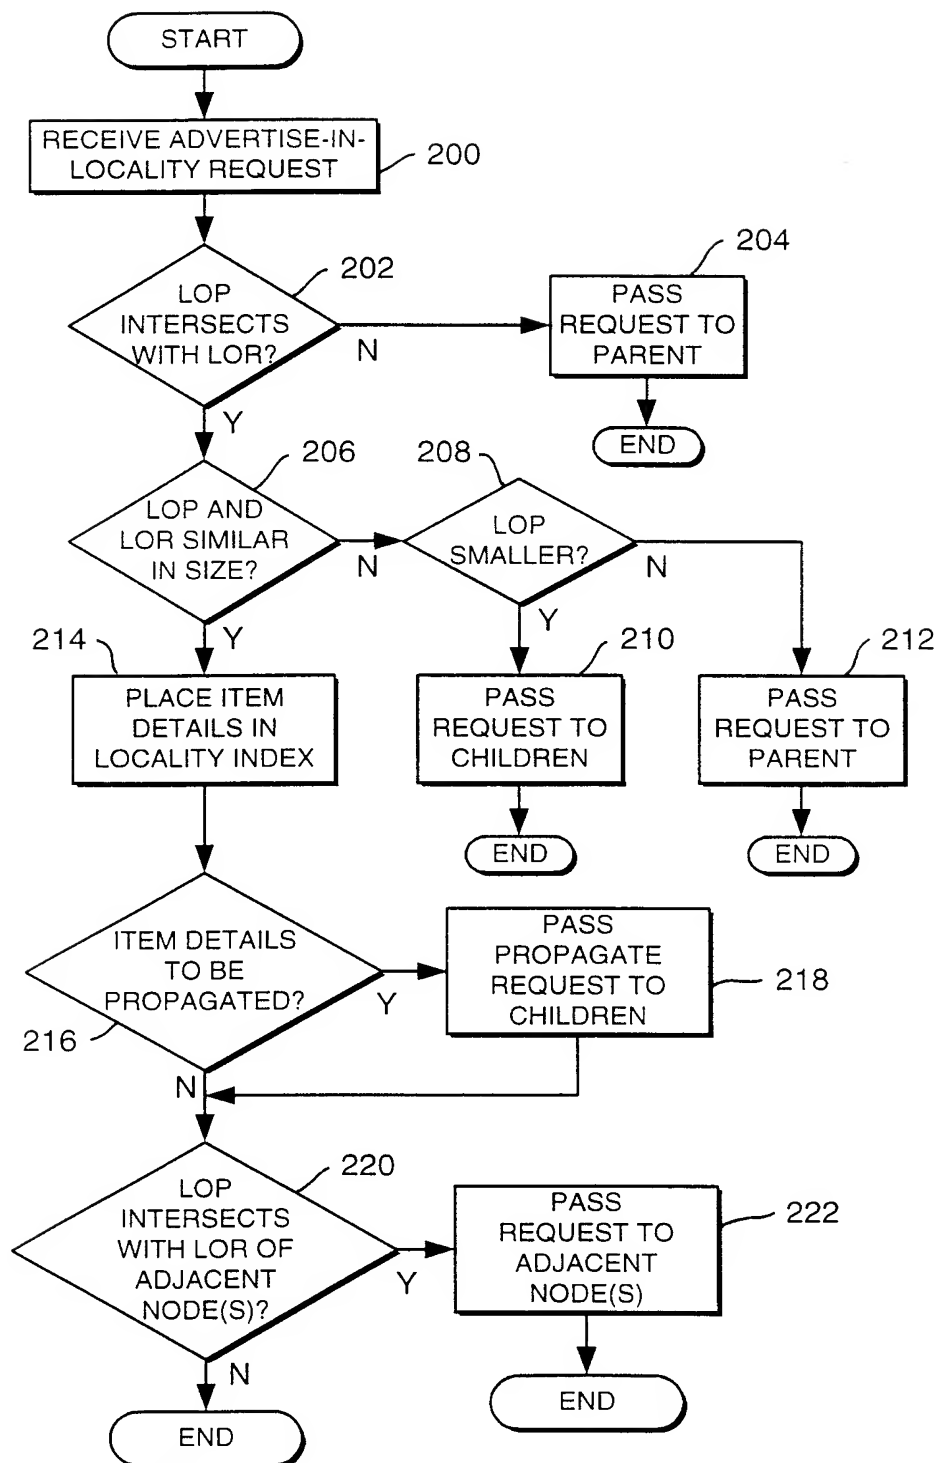 START
RECEIVE ADVERTISE-IN-
LOCALITY REQUEST
200
LOP
INTERSECTS
WITH LOR?
202
N
Y
204
PASS
REQUEST TO
PARENT
END
206
LOP AND
LOR SIMILAR
IN SIZE?
N
Y
208
LOP
SMALLER?
N
Y
214
PLACE ITEM
DETAILS IN
LOCALITY INDEX
210
PASS
REQUEST TO
CHILDREN
END
212
PASS
REQUEST TO
PARENT
END
ITEM DETAILS
TO BE
PROPAGATED?
216
Y
N
PASS
PROPAGATE
REQUEST TO
CHILDREN
218
220
LOP
INTERSECTS
WITH LOR OF
ADJACENT
NODE(S)?
Y
N
PASS
REQUEST TO
ADJACENT
NODE(S)
222
END
END